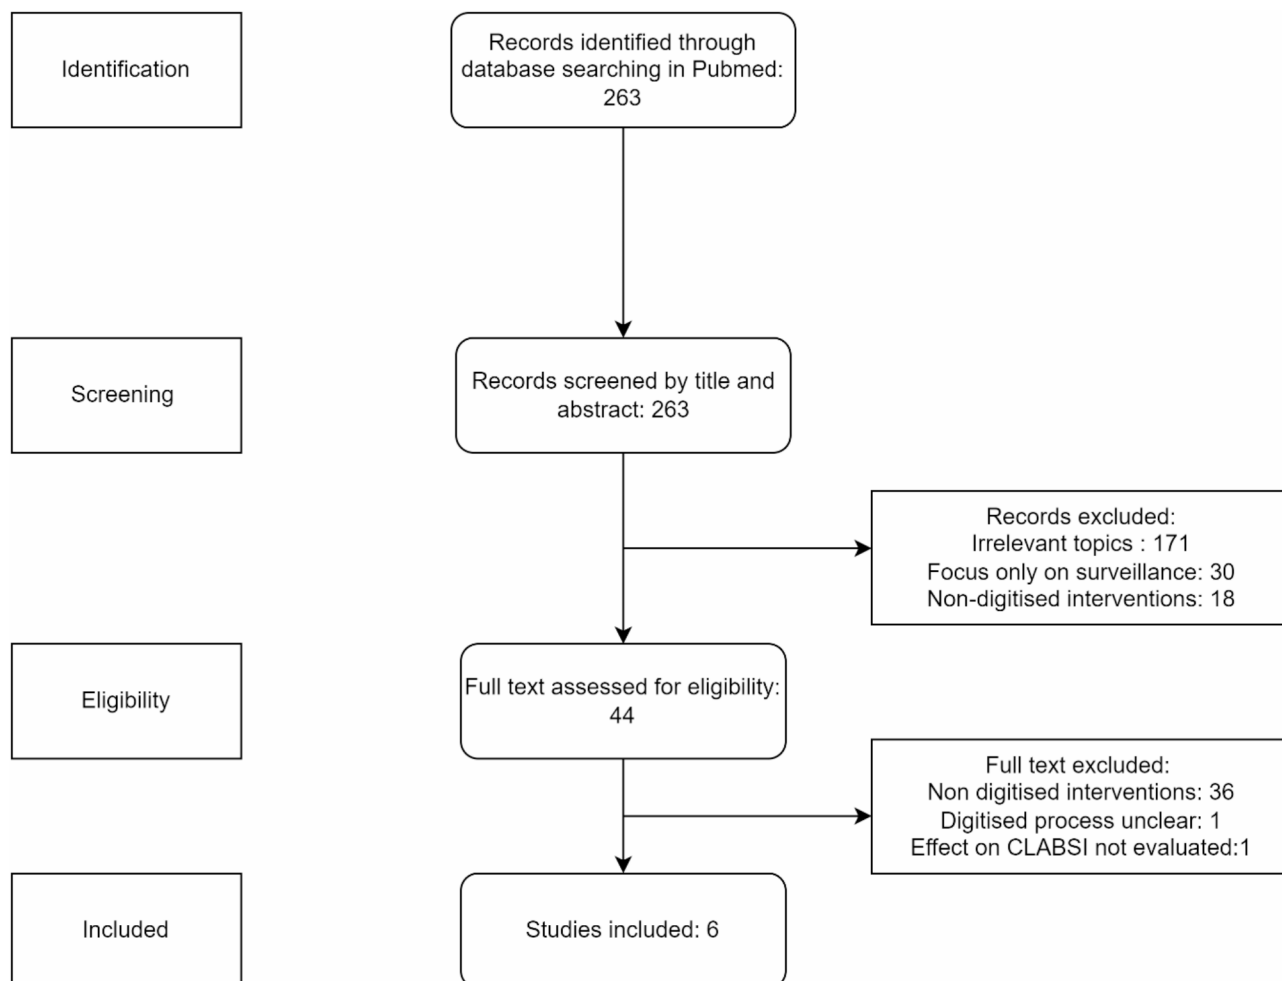 Identification
Records identified through
database searching in Pubmed:
263
Screening
Records screened by title and
abstract: 263
Records excluded:
Irrelevant topics : 171
Focus only on surveillance: 30
Non-digitised interventions: 18
Eligibility
Full text assessed for eligibility:
44
Full text excluded:
Non digitised interventions: 36
Digitised process unclear: 1
Effect on CLABSI not evaluated:1
Included
Studies included: 6